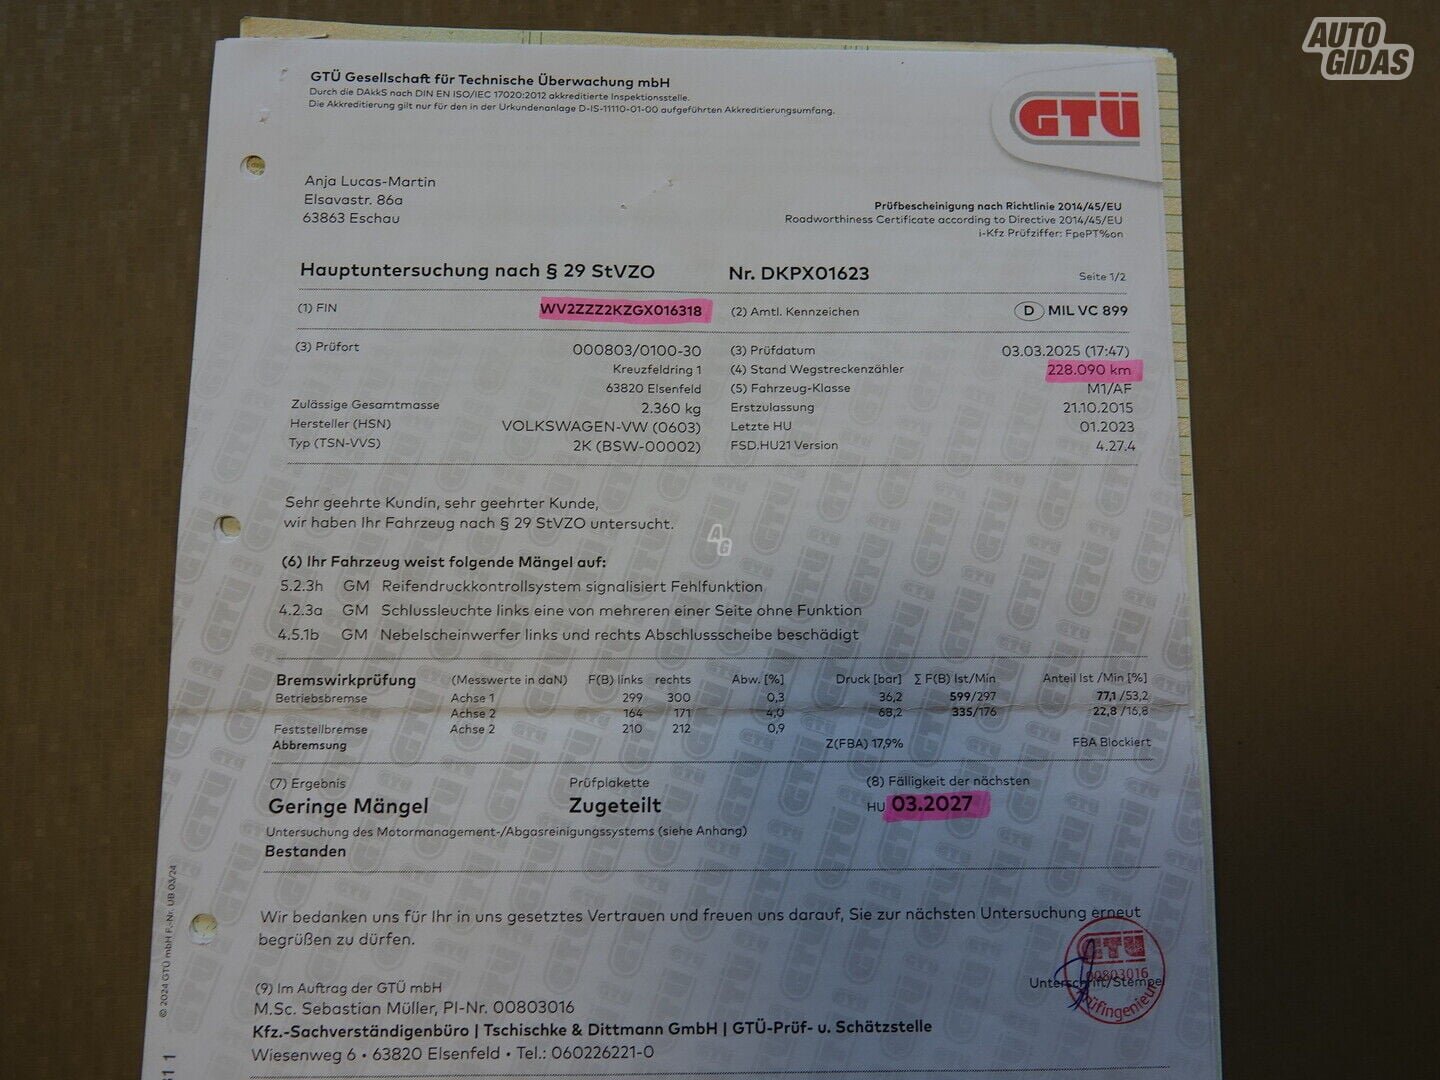 AUTO
GIDAS
GTÜ Gesellschaft für Technische Überwachung mbH
Durch die DAkkS nach DIN EN ISO/IEC 17020:2012 akkreditierte Inspektionsstelle.
Die Akkreditierung gilt nur für den in der Urkundenanlage D-IS-11110-01-00 aufgeführten Akkreditierungsumfang.
GTÜ
Anja Lucas-Martin
Elsavastr. 86a
63863 Eschau
Prüfbescheinigung nach Richtlinie 2014/45/EU
Roadworthiness Certificate according to Directive 2014/45/EU
i-Kfz Prüfziffer: FpePT%on
Hauptuntersuchung nach § 29 StVZO Nr. DKPX01623 Seite 1/2
(1) FIN WV2ZZZ2KZGX016318 (2) Amtl. Kennzeichen D MIL VC 899
(3) Prüfort 000803/0100-30 (3) Prüfdatum 03.03.2025 (17:47)
Kreuzfeldring 1 (4) Stand Wegstreckenzähler 228.090 km
63820 Elsenfeld (5) Fahrzeug-Klasse M1/AF
Zulässige Gesamtmasse 2.360 kg Erstzulassung 21.10.2015
Hersteller (HSN) VOLKSWAGEN-VW (0603) Letzte HU 01.2023
Typ (TSN-VVS) 2K (BSW-00002) FSD.HU21 Version 4.27.4
Sehr geehrte Kundin, sehr geehrter Kunde,
wir haben Ihr Fahrzeug nach § 29 StVZO untersucht.
AG
(6) Ihr Fahrzeug weist folgende Mängel auf:
5.2.3h GM Reifendruckkontrollsystem signalisiert Fehlfunktion
4.2.3a GM Schlussleuchte links eine von mehreren einer Seite ohne Funktion
4.5.1b GM Nebelscheinwerfer links und rechts Abschlussscheibe beschädigt
Bremswirkprüfung (Messwerte in daN) F(B) links rechts Abw. [%] Druck [bar] Σ F(B) Ist/Min Anteil Ist /Min [%]
Betriebsbremse Achse 1 299 300 0,3 36,2 599/297 77,1 /53,2
Achse 2 164 171 4,0 68,2 335/176 22,8 /16,8
Feststellbremse Achse 2 210 212 0,9
Abbremsung Z(FBA) 17,9% FBA Blockiert
(7) Ergebnis Prüfplakette (8) Fälligkeit der nächsten
Geringe Mängel Zugeteilt HU 03.2027
Untersuchung des Motormanagement-/Abgasreinigungssystems (siehe Anhang)
Bestanden
Wir bedanken uns für Ihr in uns gesetztes Vertrauen und freuen uns darauf, Sie zur nächsten Untersuchung erneut
begrüßen zu dürfen.
GTÜ
00803016
Prüfingenieur
Unterschrift/Stempel
(9) Im Auftrag der GTÜ mbH
M.Sc. Sebastian Müller, PI-Nr. 00803016
Kfz.-Sachverständigenbüro | Tschischke & Dittmann GmbH | GTÜ-Prüf- u. Schätzstelle
Wiesenweg 6 • 63820 Elsenfeld • Tel.: 060226221-0
© 2024 GTÜ mbH F.-Nr. UB 03/24